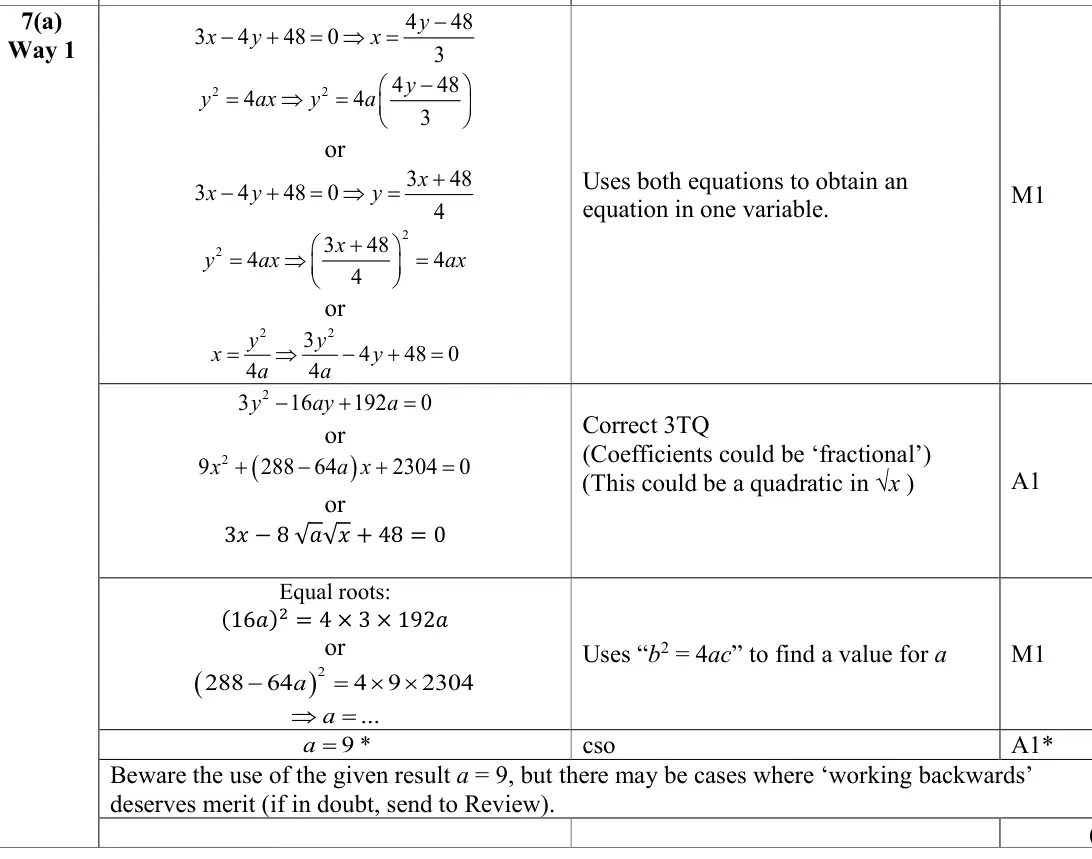 7(a)
Way 1
3x − 4y + 48 = 0 ⇒ x = (4y − 48)/3
y² = 4ax ⇒ y² = 4a((4y − 48)/3)
or
3x − 4y + 48 = 0 ⇒ y = (3x + 48)/4
y² = 4ax ⇒ ((3x + 48)/4)² = 4ax
or
x = y²/4a ⇒ 3y²/4a − 4y + 48 = 0
Uses both equations to obtain an
equation in one variable.
M1
3y² − 16ay + 192a = 0
or
9x² + (288 − 64a)x + 2304 = 0
or
3x − 8√a√x + 48 = 0
Correct 3TQ
(Coefficients could be ‘fractional’)
(This could be a quadratic in √x )
A1
Equal roots:
(16a)² = 4 × 3 × 192a
or
(288 − 64a)² = 4 × 9 × 2304
⇒ a = ...
Uses “b² = 4ac” to find a value for a
M1
a = 9 *
cso
A1*
Beware the use of the given result a = 9, but there may be cases where ‘working backwards’
deserves merit (if in doubt, send to Review).
(